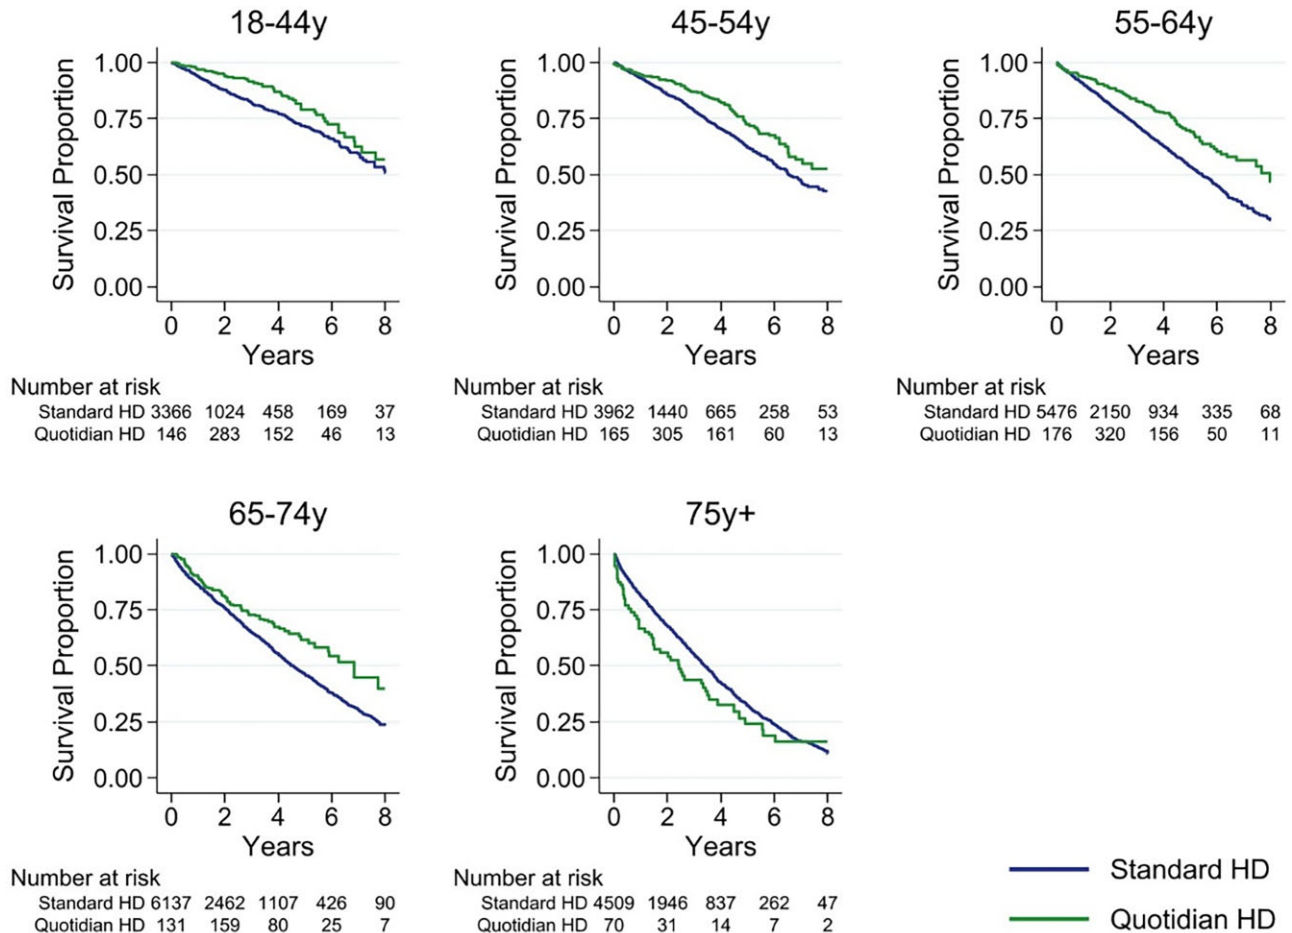 18-44y
Survival Proportion
1.00
0.75
0.50
0.25
0.00
0 2 4 6 8
Years
Number at risk
Standard HD 3366 1024 458 169 37
Quotidian HD 146 283 152 46 13
45-54y
Survival Proportion
1.00
0.75
0.50
0.25
0.00
0 2 4 6 8
Years
Number at risk
Standard HD 3962 1440 665 258 53
Quotidian HD 165 305 161 60 13
55-64y
Survival Proportion
1.00
0.75
0.50
0.25
0.00
0 2 4 6 8
Years
Number at risk
Standard HD 5476 2150 934 335 68
Quotidian HD 176 320 156 50 11
65-74y
Survival Proportion
1.00
0.75
0.50
0.25
0.00
0 2 4 6 8
Years
Number at risk
Standard HD 6137 2462 1107 426 90
Quotidian HD 131 159 80 25 7
75y+
Survival Proportion
1.00
0.75
0.50
0.25
0.00
0 2 4 6 8
Years
Number at risk
Standard HD 4509 1946 837 262 47
Quotidian HD 70 31 14 7 2
Standard HD
Quotidian HD